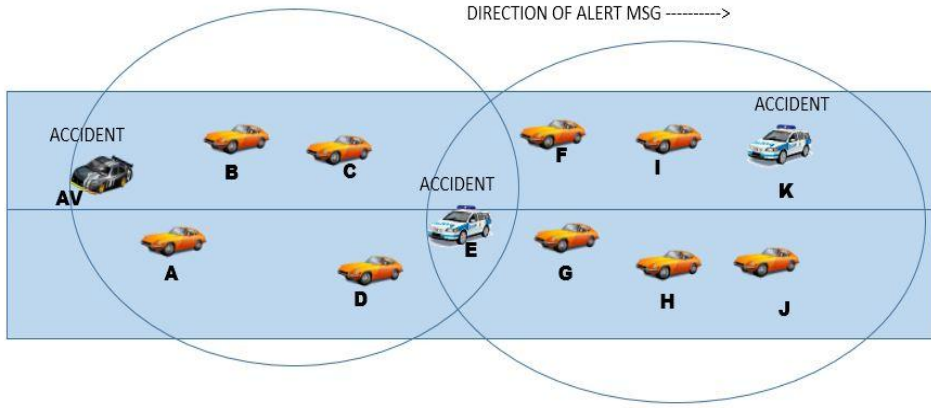 DIRECTION OF ALERT MSG ---------->
ACCIDENT
ACCIDENT
ACCIDENT
AV
B
C
F
I
K
A
D
E
G
H
J